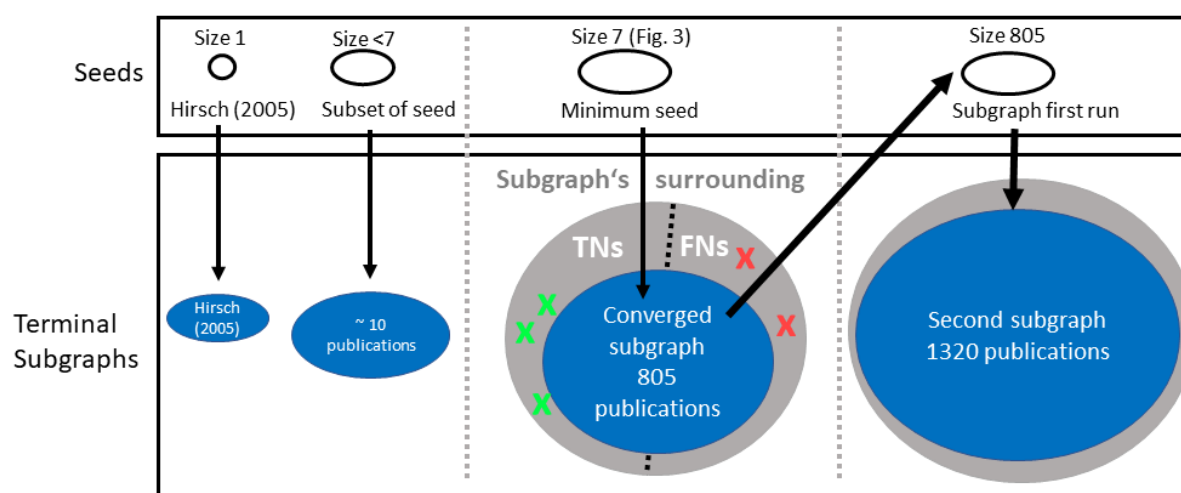 Seeds
Size 1
Hirsch (2005)
Size <7
Subset of seed
Size 7 (Fig. 3)
Minimum seed
Size 805
Subgraph first run
Terminal
Subgraphs
Hirsch
(2005)
~ 10
publications
Subgraph‘s surrounding
TNs
FNs
X
X
X
X
X
Converged
subgraph
805
publications
Second subgraph
1320 publications